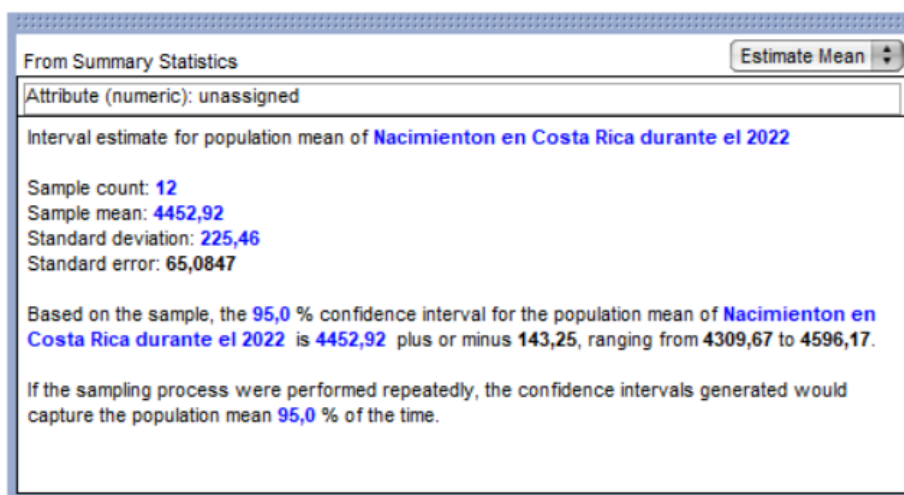 From Summary Statistics
Estimate Mean
Attribute (numeric): unassigned
Interval estimate for population mean of Nacimienton en Costa Rica durante el 2022
Sample count: 12
Sample mean: 4452,92
Standard deviation: 225,46
Standard error: 65,0847
Based on the sample, the 95,0 % confidence interval for the population mean of Nacimienton en
Costa Rica durante el 2022 is 4452,92 plus or minus 143,25, ranging from 4309,67 to 4596,17.
If the sampling process were performed repeatedly, the confidence intervals generated would
capture the population mean 95,0 % of the time.